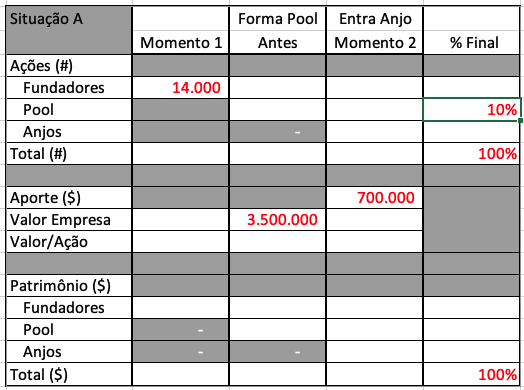 Situação A Forma Pool Entra Anjo
Momento 1 Antes Momento 2 % Final
Ações (#)
Fundadores 14.000
Pool 10%
Anjos -
Total (#) 100%
Aporte ($) 700.000
Valor Empresa 3.500.000
Valor/Ação
Patrimônio ($)
Fundadores
Pool -
Anjos - -
Total ($) 100%